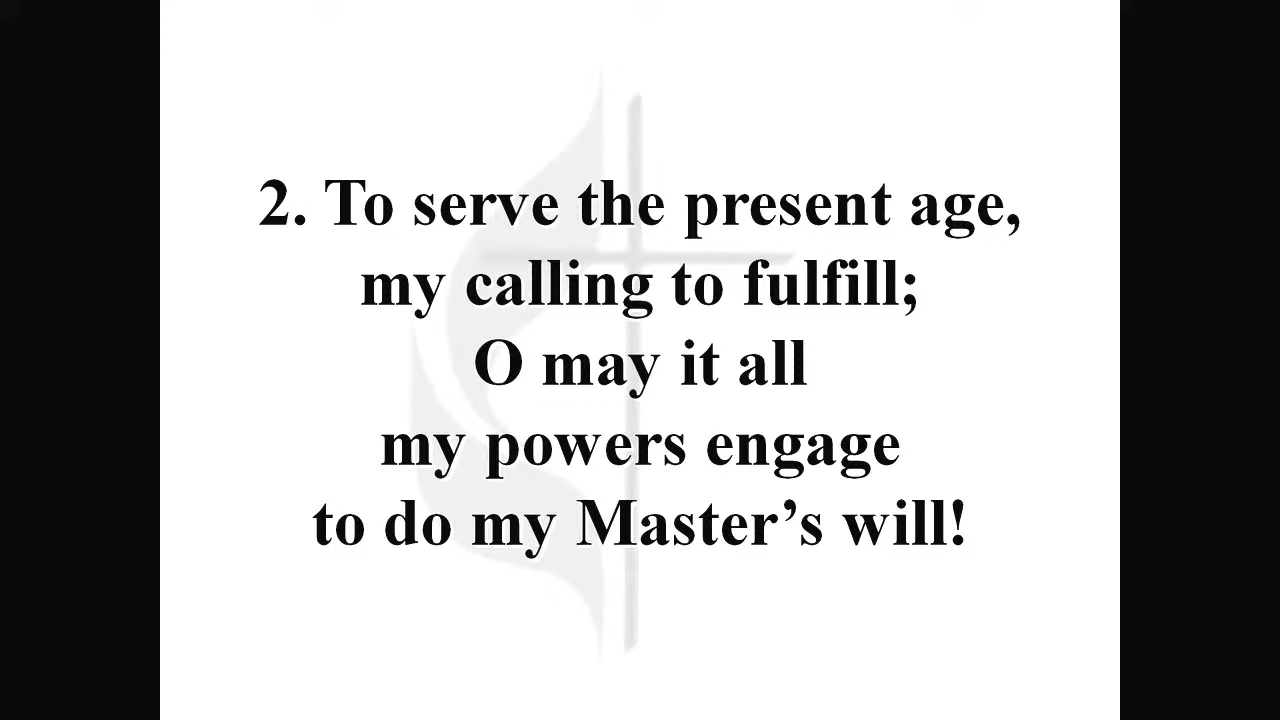 2. To serve the present age,
my calling to fulfill;
O may it all
my powers engage
to do my Master’s will!